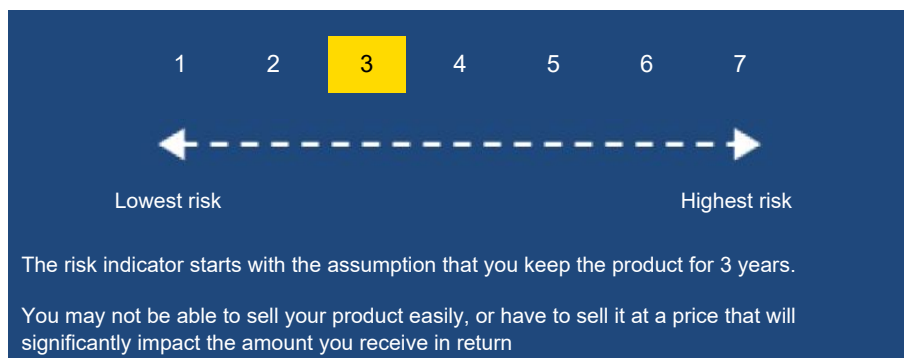 1 2 3 4 5 6 7
Lowest risk Highest risk
The risk indicator starts with the assumption that you keep the product for 3 years.
You may not be able to sell your product easily, or have to sell it at a price that will
significantly impact the amount you receive in return